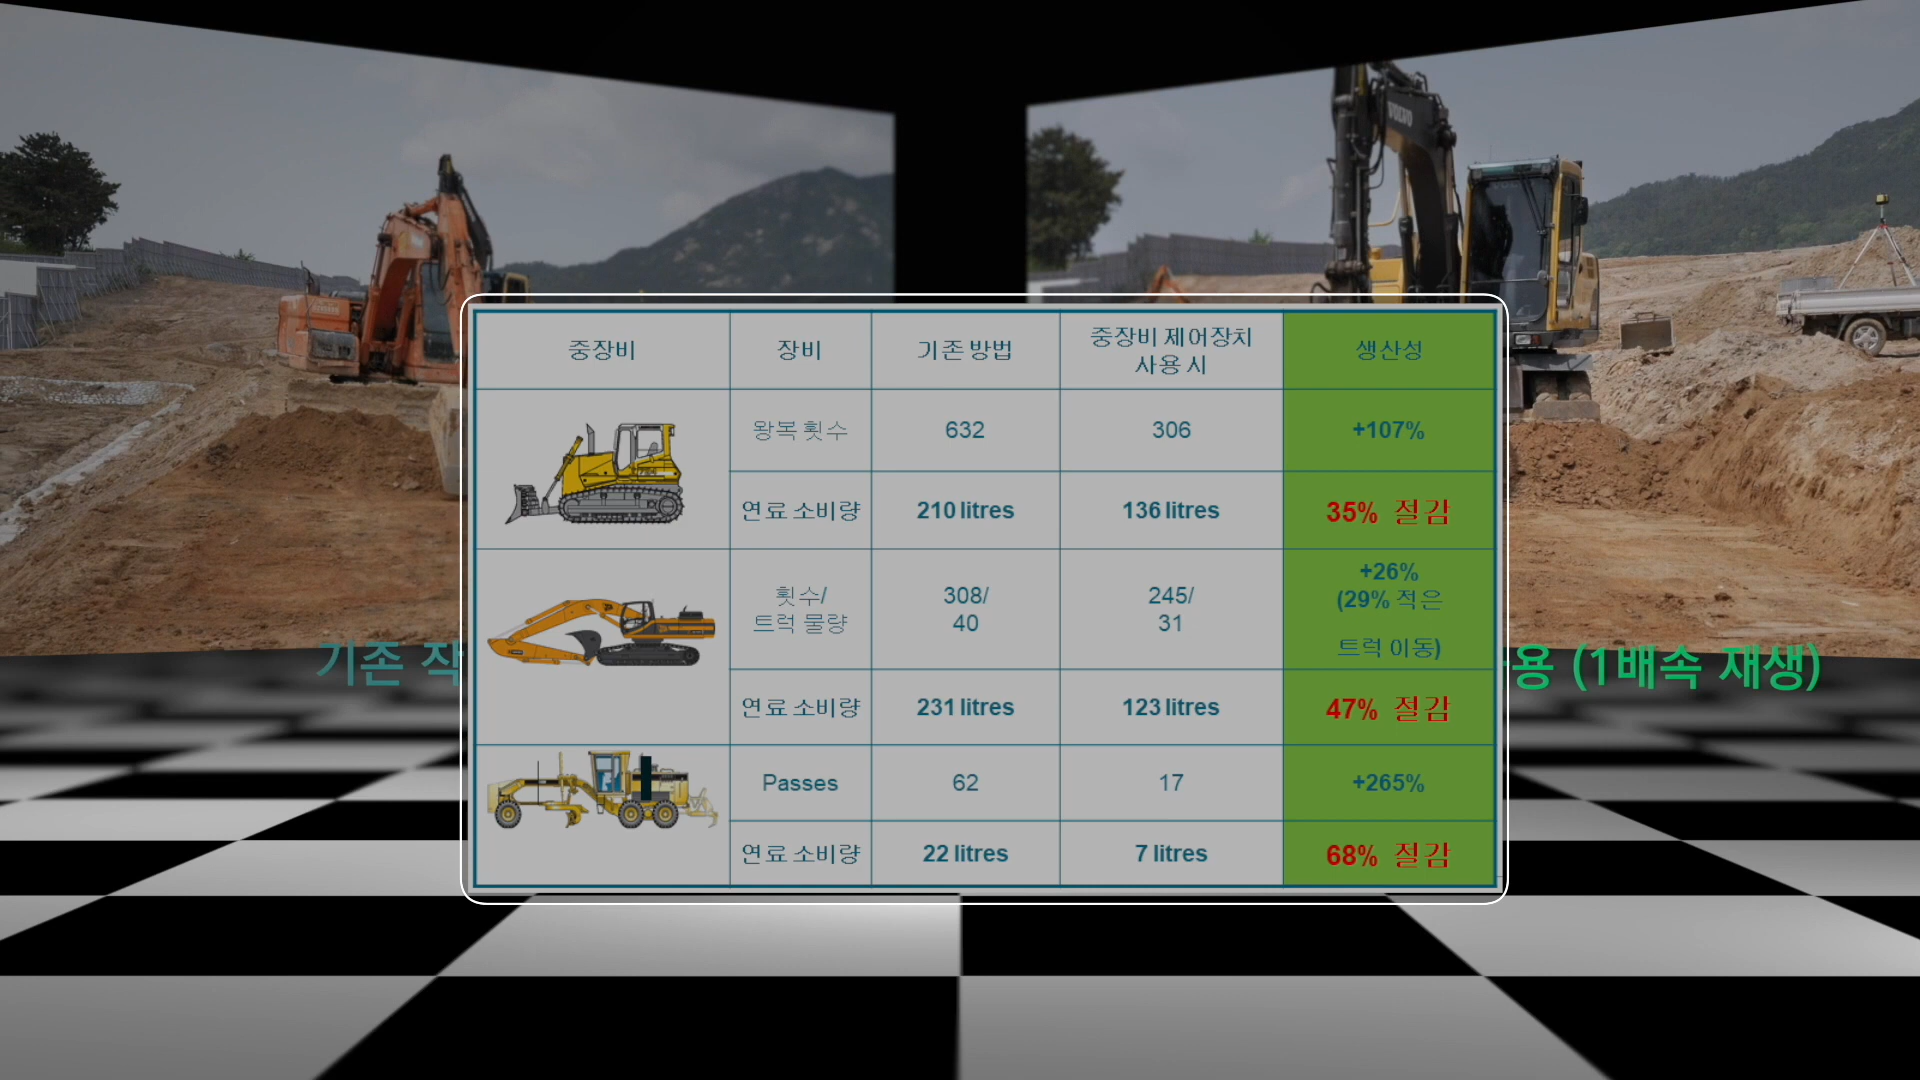 VOLVO
중장비 장비 기존 방법 중장비 제어장치
사용 시 생산성
왕복 횟수 632 306 +107%
연료 소비량 210 litres 136 litres 35% 절감
횟수/
트럭 물량 308/
40 245/
31 +26%
(29% 적은
트럭 이동)
연료 소비량 231 litres 123 litres 47% 절감
Passes 62 17 +265%
연료 소비량 22 litres 7 litres 68% 절감
기존 작
용 (1배속 재생)